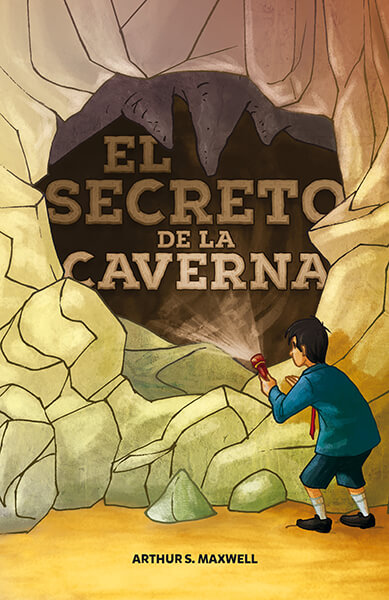 EL
SECRETO
DE LA
CAVERNA
ARTHUR S. MAXWELL